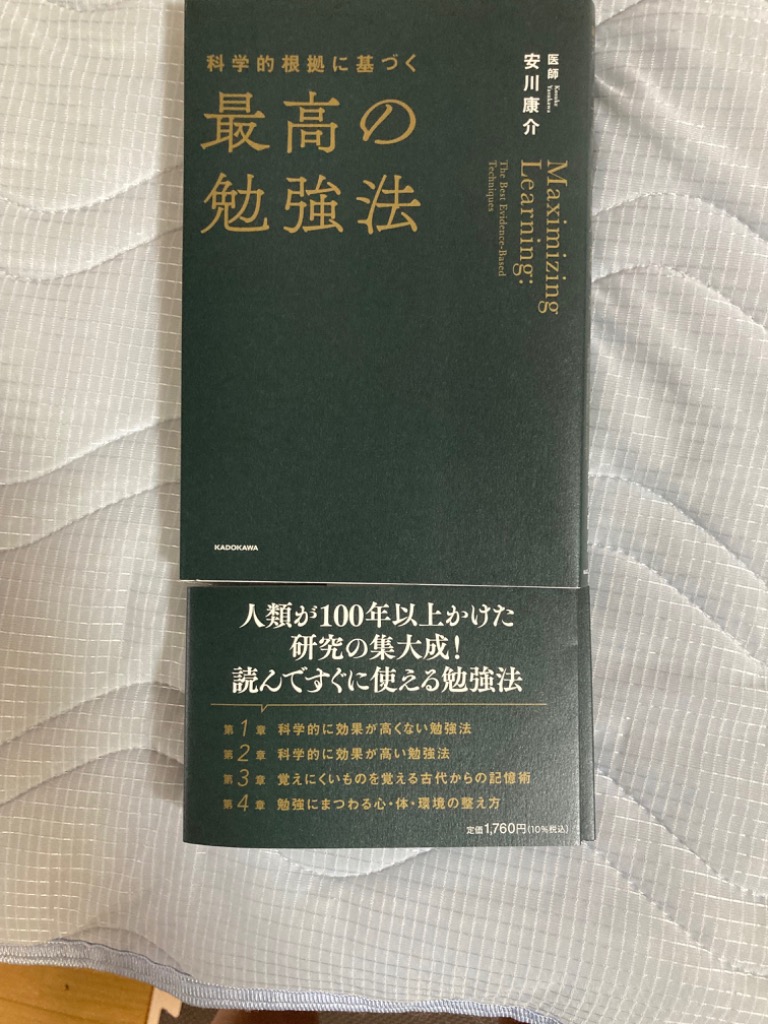 科学的根拠に基づく
最高の
勉強法
医師 Kosuke Yasukawa
安川康介
Maximizing
Learning:
The Best Evidence-Based
Techniques
KADOKAWA
人類が100年以上かけた
研究の集大成！
読んですぐに使える勉強法
第1章 科学的に効果が高くない勉強法
第2章 科学的に効果が高い勉強法
第3章 覚えにくいものを覚える古代からの記憶術
第4章 勉強にまつわる心・体・環境の整え方
定価1,760円(10%税込)